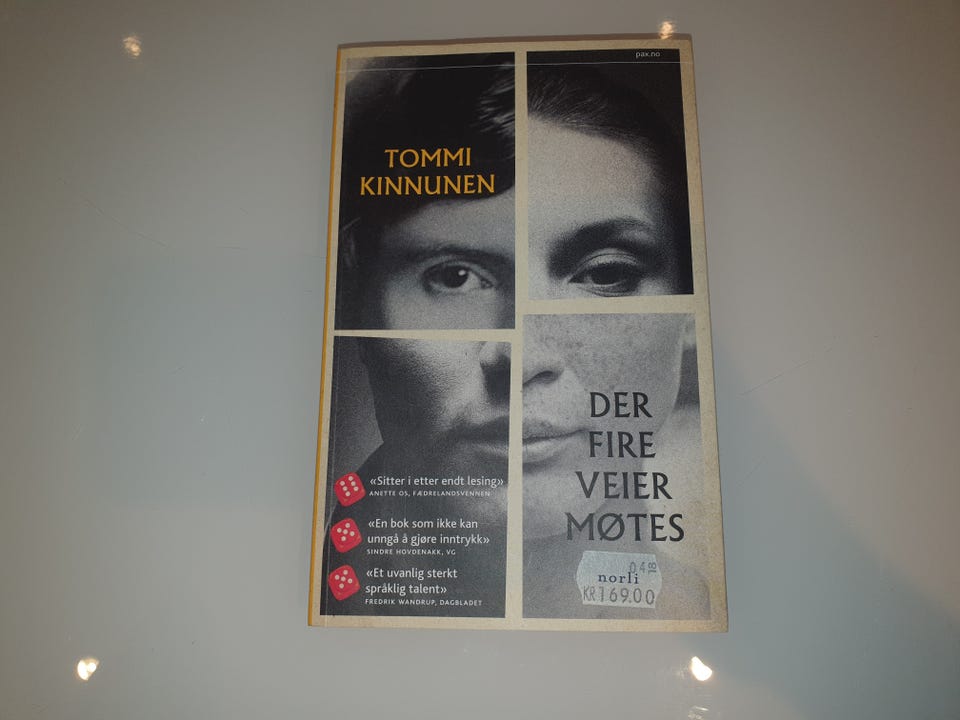 pax.no
TOMMI
KINNUNEN
DER
FIRE
VEIER
MØTES
«Sitter i etter endt lesing»
ANETTE OS, FÆDRELANDSVENNEN
«En bok som ikke kan
unngå å gjøre inntrykk»
SINDRE HOVDENAKK, VG
«Et uvanlig sterkt
språklig talent»
FREDRIK WANDRUP, DAGBLADET
04 18
norli
KR 169.00